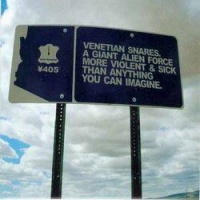 ¥405
VENETIAN SNARES.
A GIANT ALIEN FORCE
MORE VIOLENT & SICK
THAN ANYTHING
YOU CAN IMAGINE.